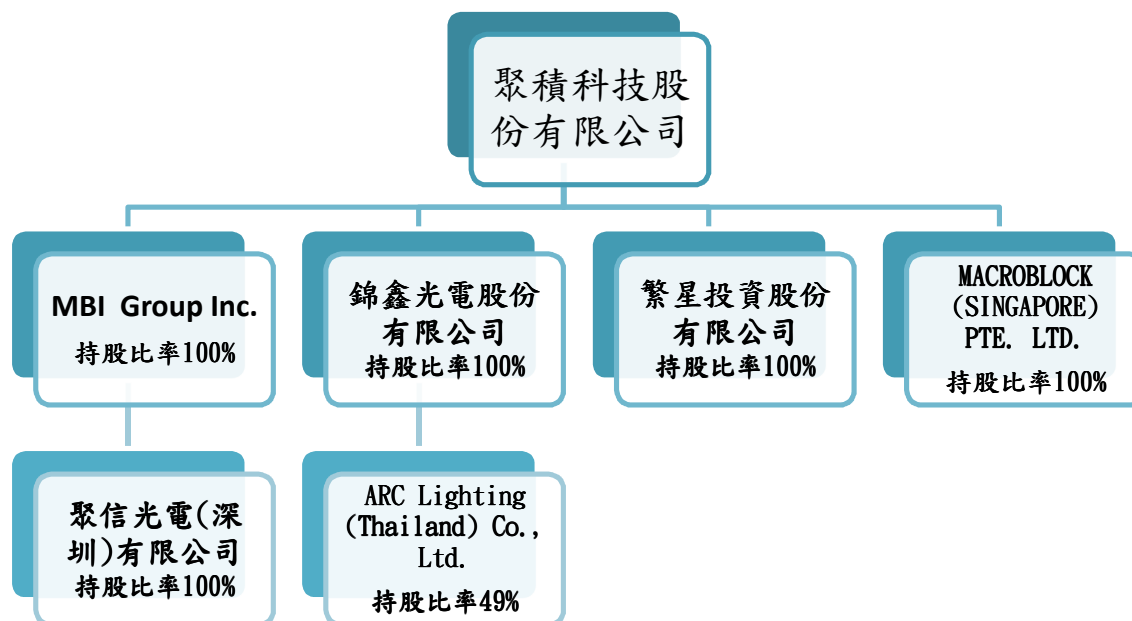 聚積科技股
份有限公司
MBI Group Inc.
持股比率100%
錦鑫光電股份
有限公司
持股比率100%
繁星投資股份
有限公司
持股比率100%
MACROBLOCK
(SINGAPORE)
PTE. LTD.
持股比率100%
聚信光電(深
圳)有限公司
持股比率100%
ARC Lighting
(Thailand) Co.,
Ltd.
持股比率49%